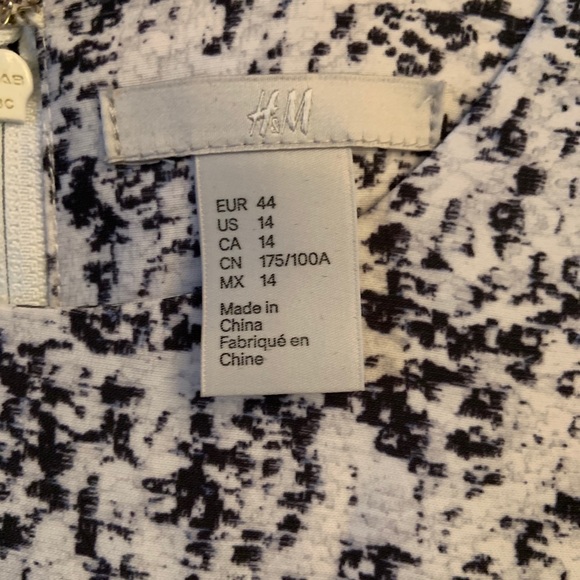 H&M
EUR 44
US 14
CA 14
CN 175/100A
MX 14
Made in
China
Fabriqué en
Chine